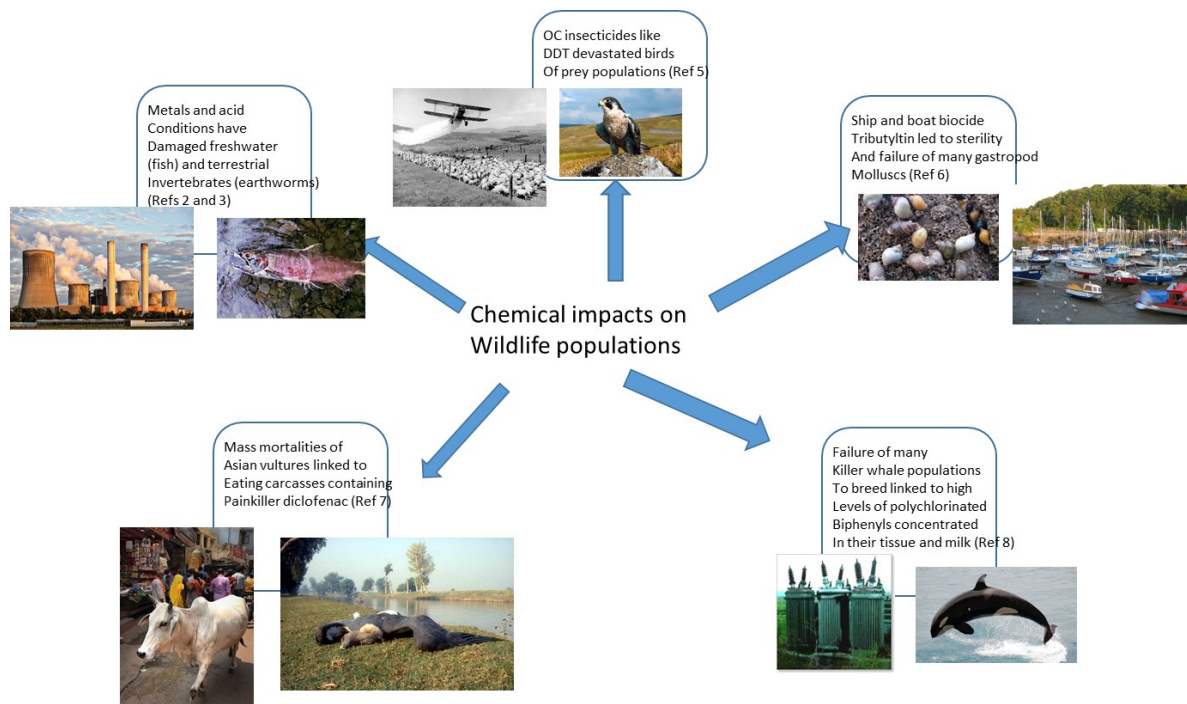 OC insecticides like
DDT devastated birds
Of prey populations (Ref 5)
Metals and acid
Conditions have
Damaged freshwater
(fish) and terrestrial
Invertebrates (earthworms)
(Refs 2 and 3)
Ship and boat biocide
Tributyltin led to sterility
And failure of many gastropod
Molluscs (Ref 6)
Chemical impacts on
Wildlife populations
Mass mortalities of
Asian vultures linked to
Eating carcasses containing
Painkiller diclofenac (Ref 7)
Failure of many
Killer whale populations
To breed linked to high
Levels of polychlorinated
Biphenyls concentrated
In their tissue and milk (Ref 8)